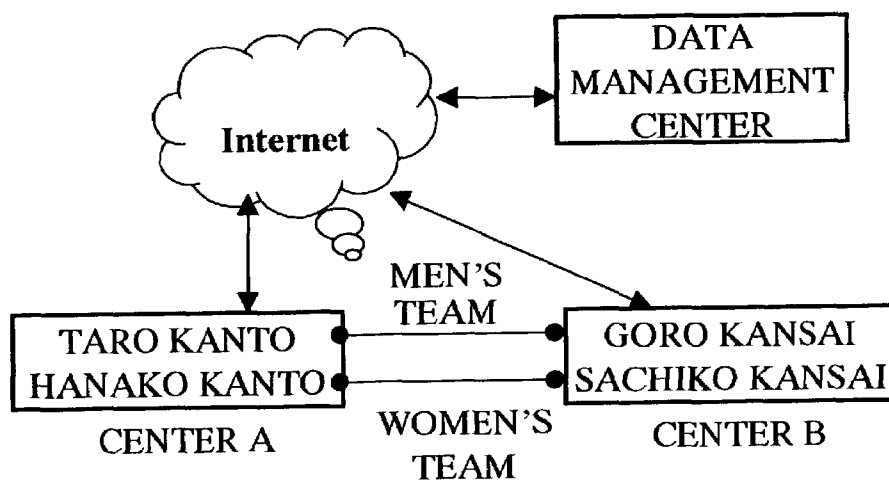 DATA
MANAGEMENT
CENTER
Internet
MEN'S
TEAM
TARO KANTO
HANAKO KANTO
GORO KANSAI
SACHIKO KANSAI
CENTER A
WOMEN'S
TEAM
CENTER B